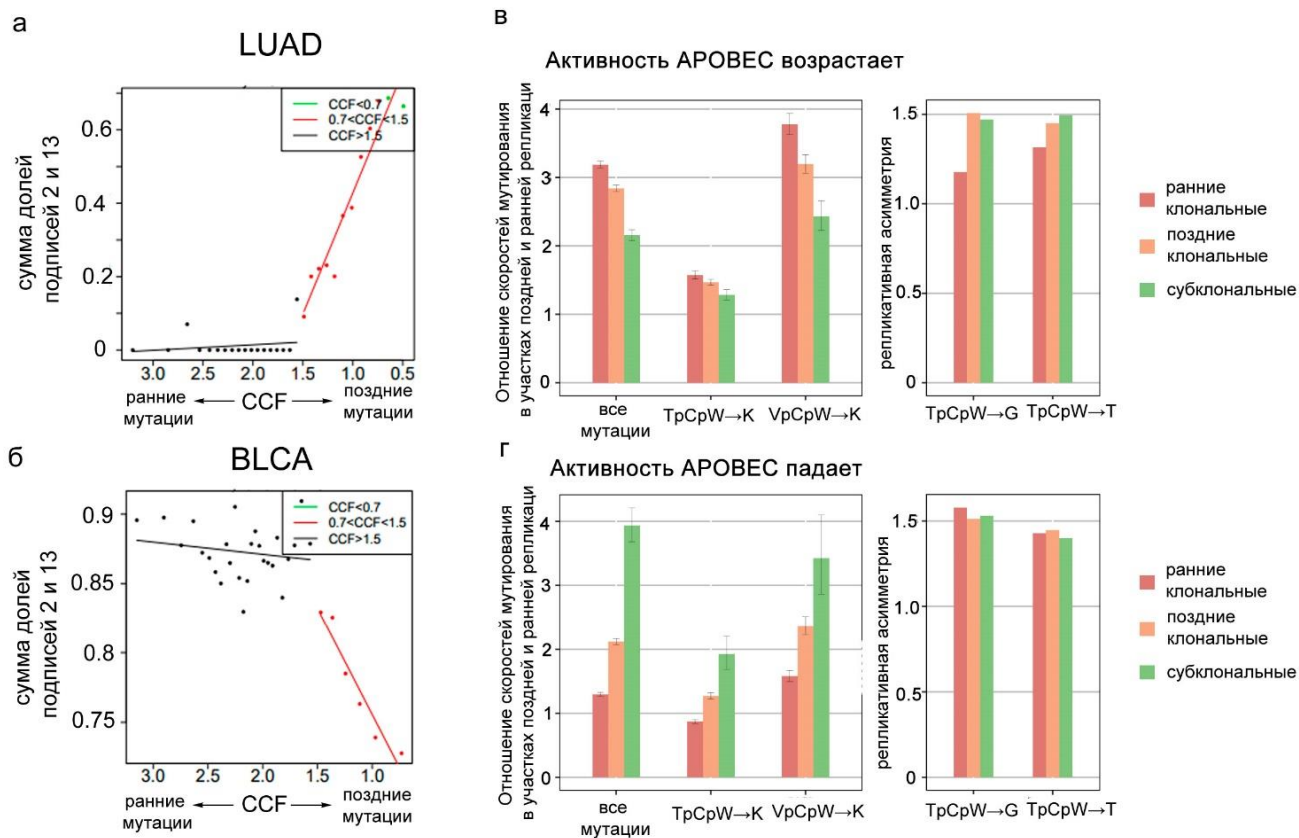 а
LUAD
сумма долей
подписей 2 и 13
0.6
0.4
0.2
0
CCF<0.7
0.7<CCF<1.5
CCF>1.5
3.0 2.5 2.0 1.5 1.0 0.5
ранние ← CCF → поздние
мутации мутации
в
Активность APOBEC возрастает
Отношение скоростей мутирования
в участках поздней и ранней репликаци
4
3
2
1
0
все
мутации
TpCpW→K
VpCpW→K
репликативная асимметрия
1.5
1.0
0.5
0
TpCpW→G
TpCpW→T
ранние
клональные
поздние
клональные
субклональные
б
BLCA
сумма долей
подписей 2 и 13
0.9
0.85
0.8
0.75
CCF<0.7
0.7<CCF<1.5
CCF>1.5
3.0 2.5 2.0 1.5 1.0
ранние ← CCF → поздние
мутации мутации
г
Активность APOBEC падает
Отношение скоростей мутирования
в участках поздней и ранней репликаци
4
3
2
1
0
все
мутации
TpCpW→K
VpCpW→K
репликативная асимметрия
1.5
1.0
0.5
0
TpCpW→G
TpCpW→T
ранние
клональные
поздние
клональные
субклональные